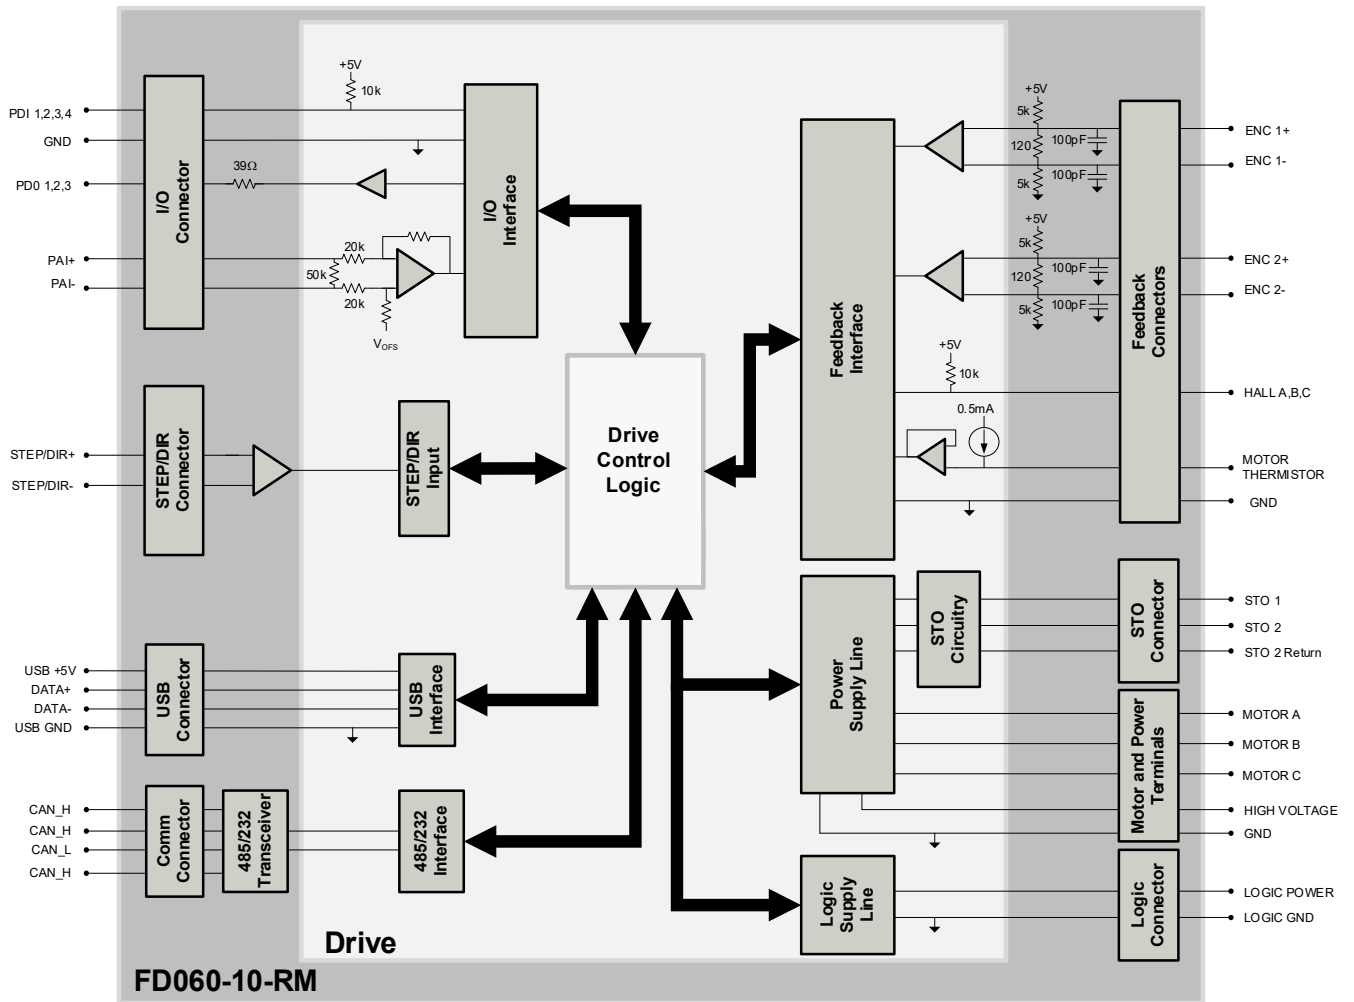 +5V
10k
PDI 1,2,3,4
GND
39Ω
PD0 1,2,3
PAI+
PAI-
20k
50k
20k
V_OFS
I/O
Connector
I/O
Interface
STEP/DIR+
STEP/DIR-
STEP/DIR
Connector
STEP/DIR
Input
Drive
Control
Logic
USB +5V
DATA+
DATA-
USB GND
USB
Connector
USB
Interface
CAN_H
CAN_H
CAN_L
CAN_H
Comm
Connector
485/232
Transceiver
485/232
Interface
Feedback
Interface
+5V
5k
120
5k
100pF
100pF
+5V
5k
120
5k
100pF
100pF
+5V
10k
0.5mA
Feedback
Connectors
ENC 1+
ENC 1-
ENC 2+
ENC 2-
HALL A,B,C
MOTOR
THERMISTOR
GND
Power
Supply Line
STO
Circuitry
STO
Connector
STO 1
STO 2
STO 2 Return
Motor and Power
Terminals
MOTOR A
MOTOR B
MOTOR C
HIGH VOLTAGE
GND
Logic
Supply
Line
Logic
Connector
LOGIC POWER
LOGIC GND
Drive
FD060-10-RM